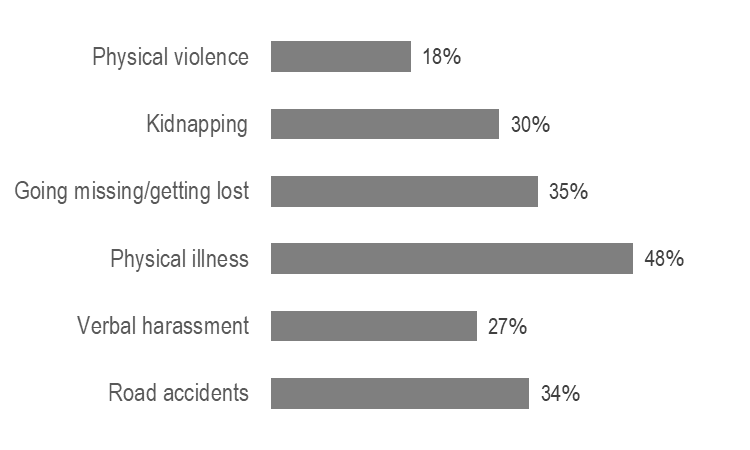 Physical violence 18%
Kidnapping 30%
Going missing/getting lost 35%
Physical illness 48%
Verbal harassment 27%
Road accidents 34%